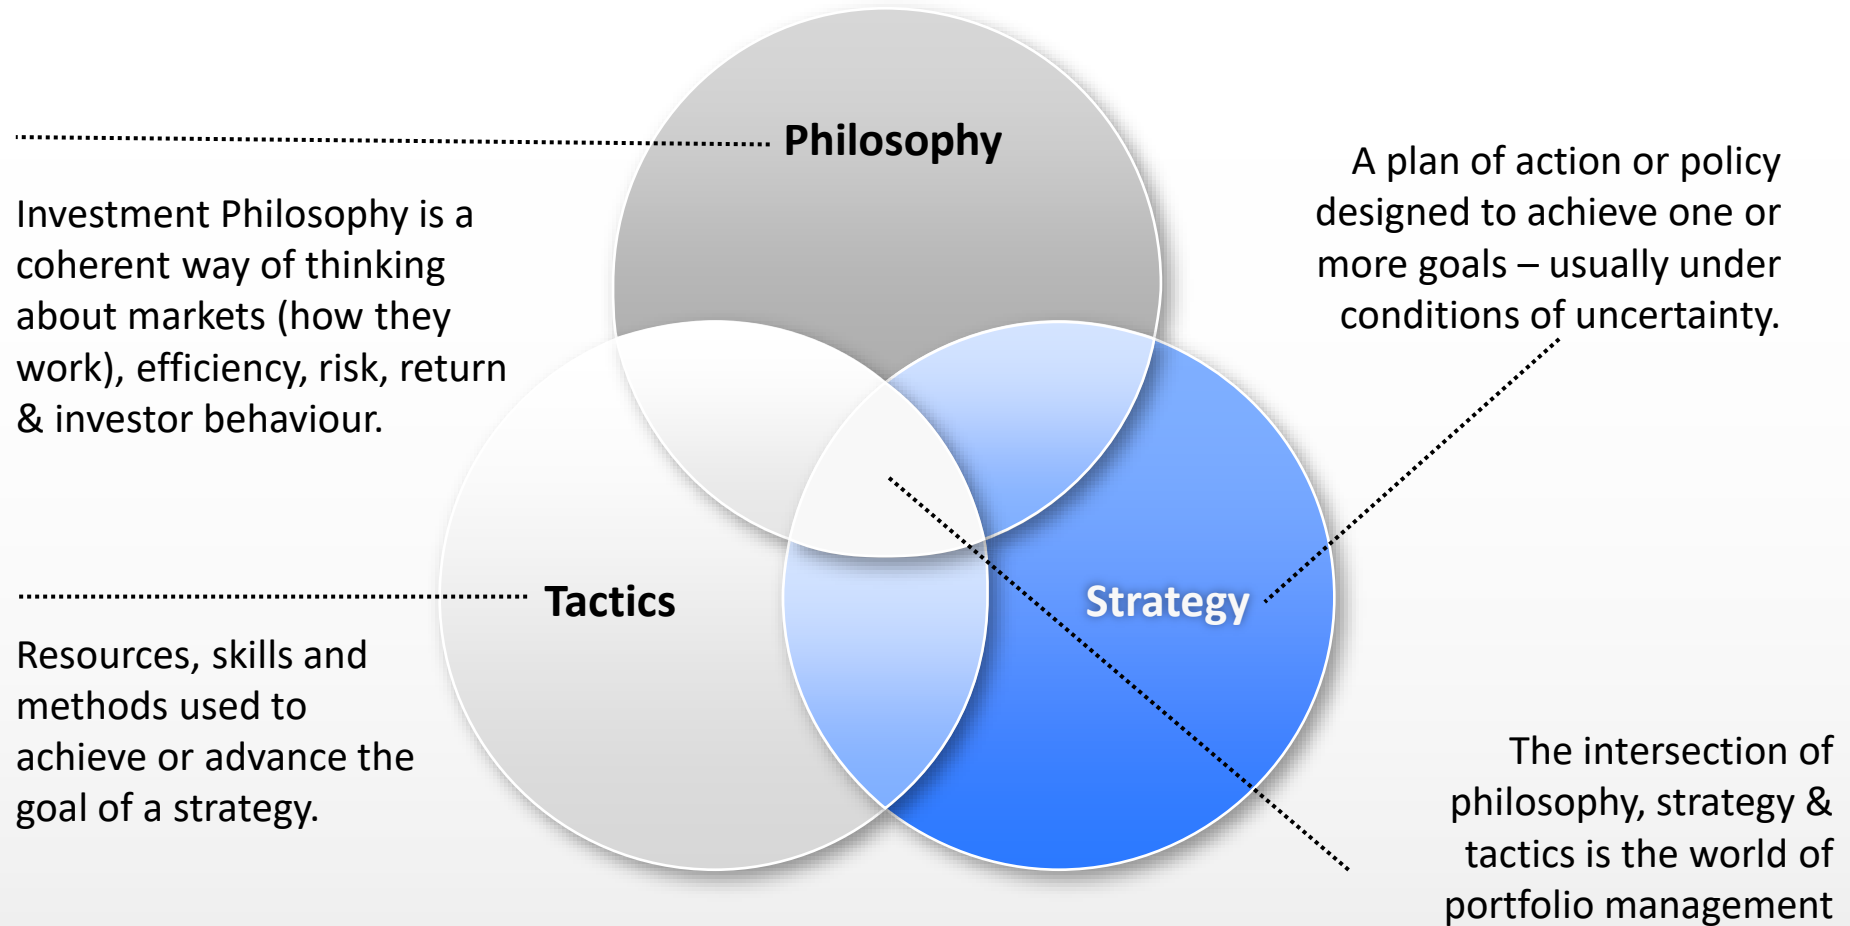 Philosophy
Investment Philosophy is a
coherent way of thinking
about markets (how they
work), efficiency, risk, return
& investor behaviour.
A plan of action or policy
designed to achieve one or
more goals – usually under
conditions of uncertainty.
Tactics
Strategy
Resources, skills and
methods used to
achieve or advance the
goal of a strategy.
The intersection of
philosophy, strategy &
tactics is the world of
portfolio management